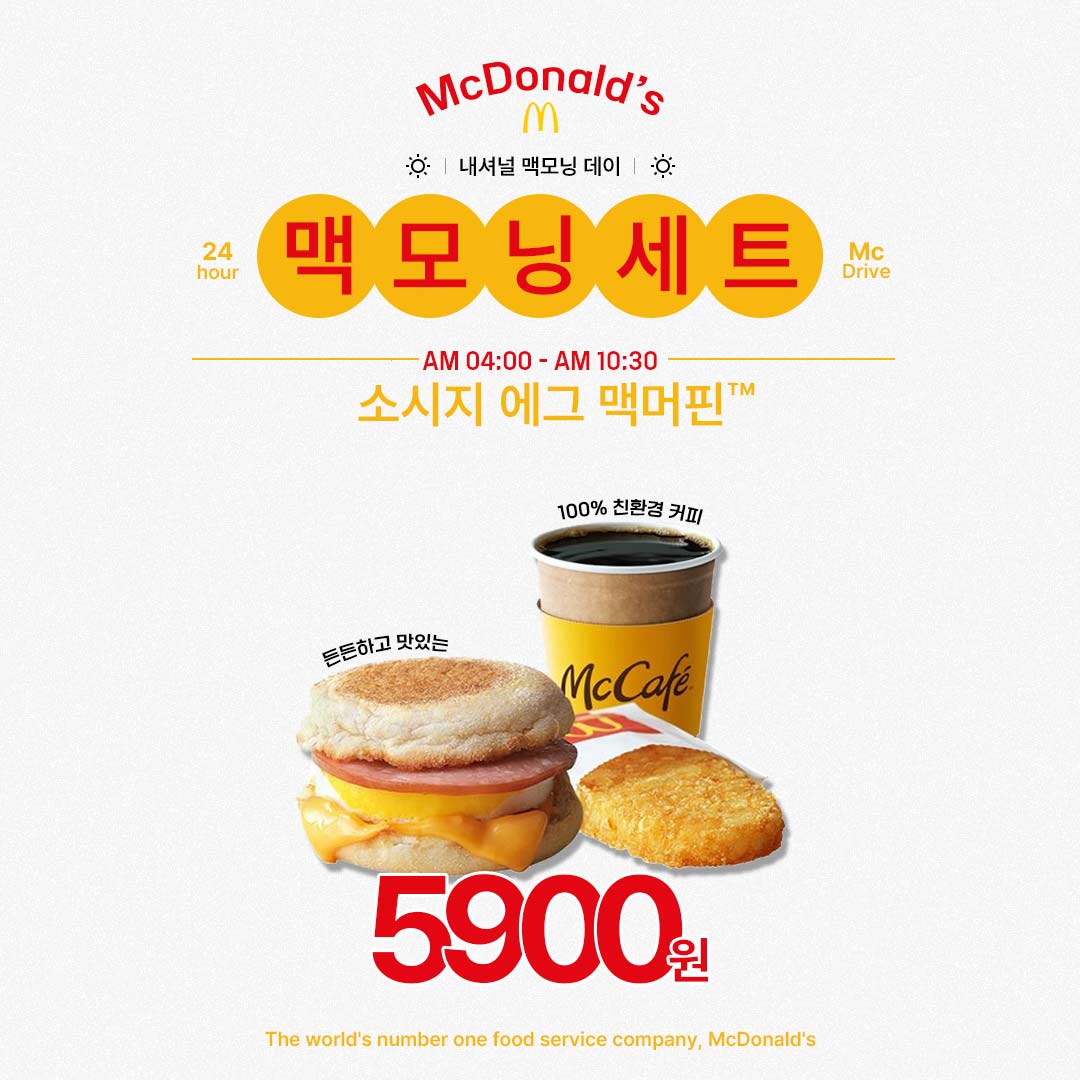 McDonald's
내셔널 맥모닝 데이
24
hour
맥모닝세트
Mc
Drive
AM 04:00 - AM 10:30
소시지 에그 맥머핀™
100% 친환경 커피
든든하고 맛있는
McCafé
5900원
The world's number one food service company, McDonald's